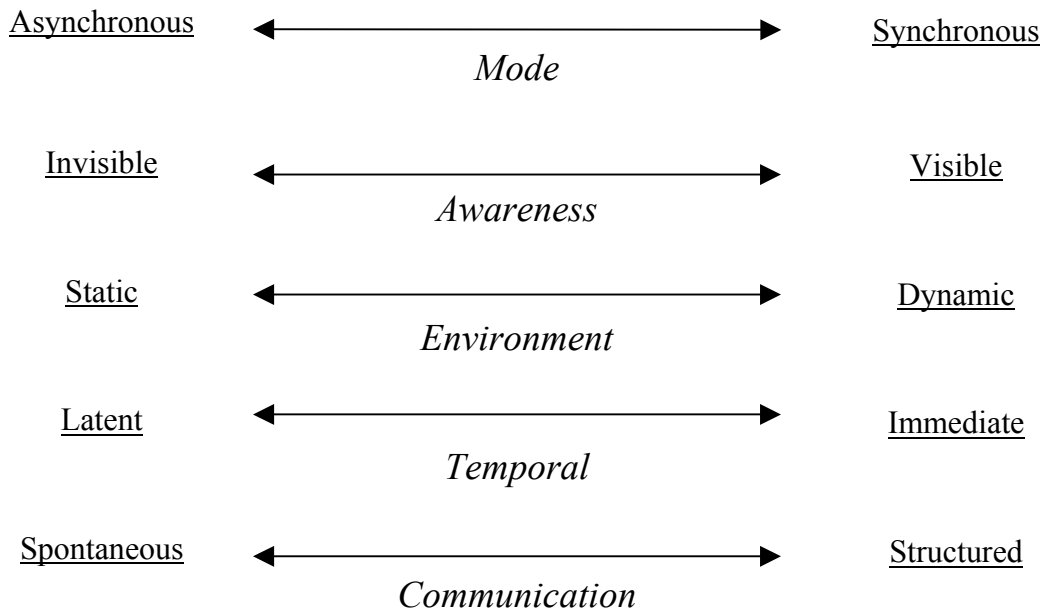 Asynchronous Synchronous
Mode
Invisible Visible
Awareness
Static Dynamic
Environment
Latent Immediate
Temporal
Spontaneous Structured
Communication